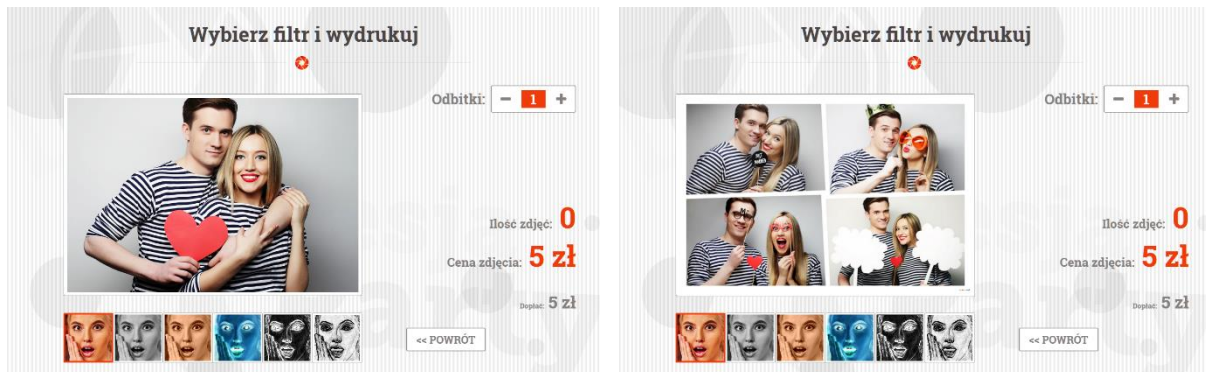 Wybierz filtr i wydrukuj
Odbitki: − 1 +
Ilość zdjęć: 0
Cena zdjęcia: 5 zł
Dopłać: 5 zł
<< POWRÓT
Wybierz filtr i wydrukuj
Odbitki: − 1 +
Ilość zdjęć: 0
Cena zdjęcia: 5 zł
Dopłać: 5 zł
<< POWRÓT